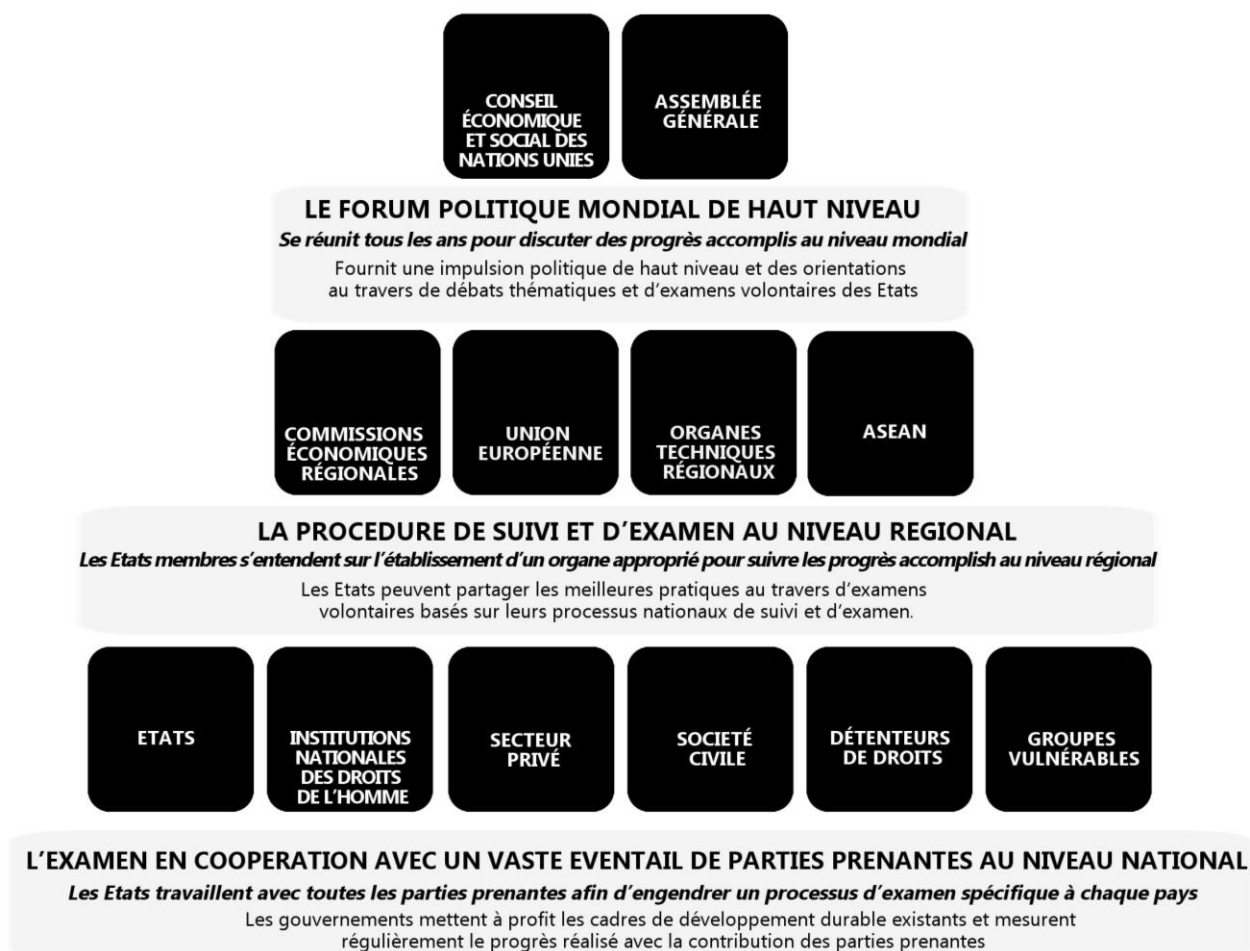 CONSEIL
ÉCONOMIQUE
ET SOCIAL DES
NATIONS UNIES
ASSEMBLÉE
GÉNÉRALE
LE FORUM POLITIQUE MONDIAL DE HAUT NIVEAU
Se réunit tous les ans pour discuter des progrès accomplis au niveau mondial
Fournit une impulsion politique de haut niveau et des orientations
au travers de débats thématiques et d'examens volontaires des Etats
COMMISSIONS
ÉCONOMIQUES
RÉGIONALES
UNION
EUROPÉENNE
ORGANES
TECHNIQUES
RÉGIONAUX
ASEAN
LA PROCEDURE DE SUIVI ET D'EXAMEN AU NIVEAU REGIONAL
Les Etats membres s'entendent sur l'établissement d'un organe approprié pour suivre les progrès accomplish au niveau régional
Les Etats peuvent partager les meilleures pratiques au travers d'examens
volontaires basés sur leurs processus nationaux de suivi et d'examen.
ETATS
INSTITUTIONS
NATIONALES
DES DROITS
DE L'HOMME
SECTEUR
PRIVÉ
SOCIETÉ
CIVILE
DÉTENTEURS
DE DROITS
GROUPES
VULNÉRABLES
L'EXAMEN EN COOPERATION AVEC UN VASTE EVENTAIL DE PARTIES PRENANTES AU NIVEAU NATIONAL
Les Etats travaillent avec toutes les parties prenantes afin d'engendrer un processus d'examen spécifique à chaque pays
Les gouvernements mettent à profit les cadres de développement durable existants et mesurent
régulièrement le progrès réalisé avec la contribution des parties prenantes